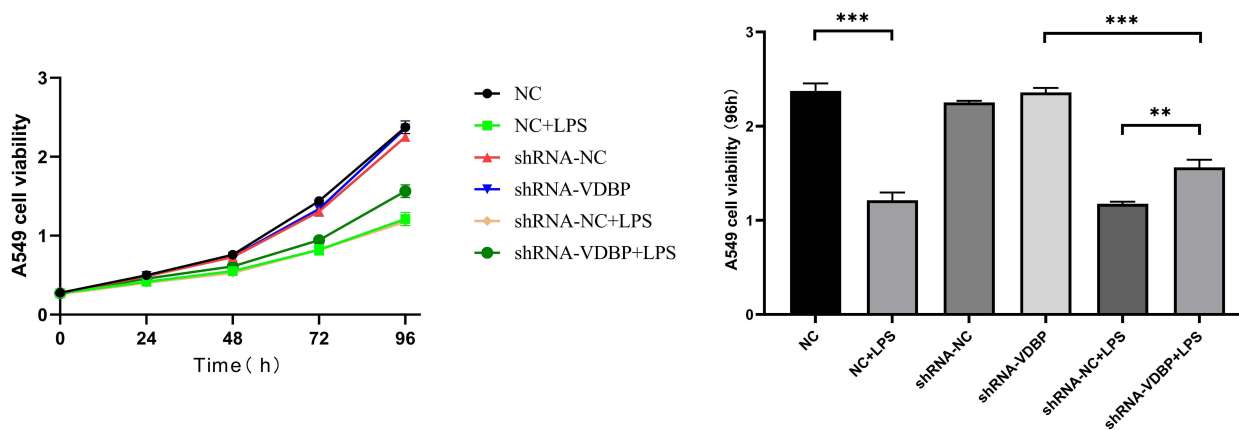 A549 cell viability
3
2
1
0
0 24 48 72 96
Time( h)
NC
NC+LPS
shRNA-NC
shRNA-VDBP
shRNA-NC+LPS
shRNA-VDBP+LPS
A549 cell viability (96h)
3
2
1
0
***
***
**
NC
NC+LPS
shRNA-NC
shRNA-VDBP
shRNA-NC+LPS
shRNA-VDBP+LPS